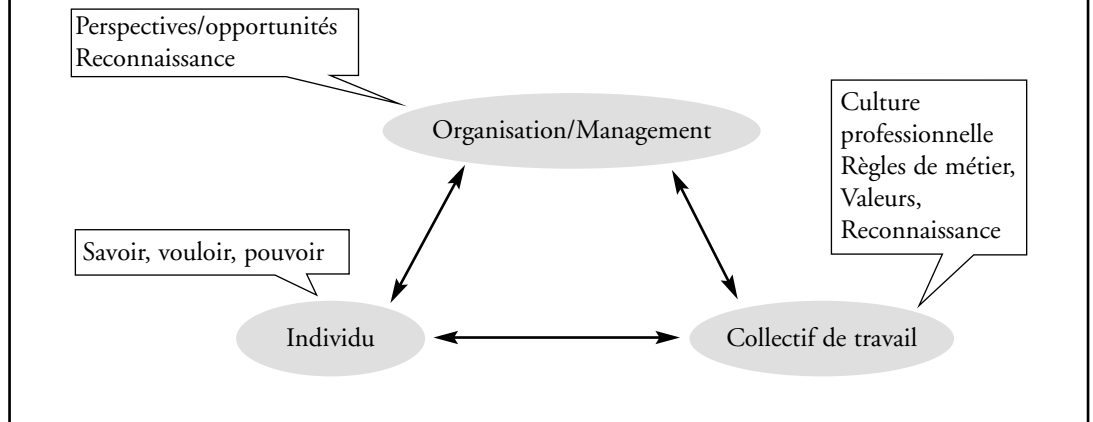 Perspectives/opportunités
Reconnaissance
Organisation/Management
Culture
professionnelle
Règles de métier,
Valeurs,
Reconnaissance
Savoir, vouloir, pouvoir
Individu
Collectif de travail